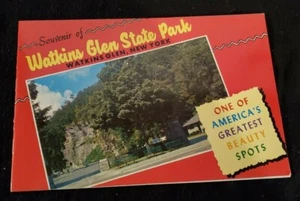 Souvenir of
Watkins Glen State Park
WATKINS GLEN, NEW YORK
ONE OF
AMERICA'S
GREATEST
BEAUTY
SPOTS